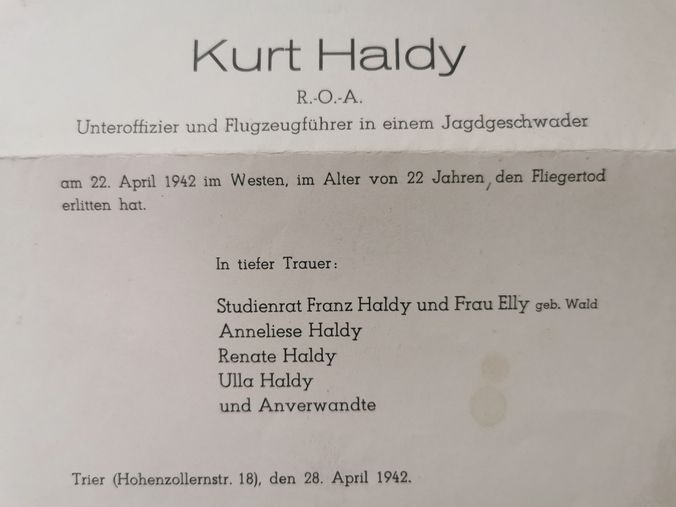 Kurt Haldy
R.-O.-A.
Unteroffizier und Flugzeugführer in einem Jagdgeschwader
am 22. April 1942 im Westen, im Alter von 22 Jahren, den Fliegertod
erlitten hat.
In tiefer Trauer:
Studienrat Franz Haldy und Frau Elly geb. Wald
Anneliese Haldy
Renate Haldy
Ulla Haldy
und Anverwandte
Trier (Hohenzollernstr. 18), den 28. April 1942.